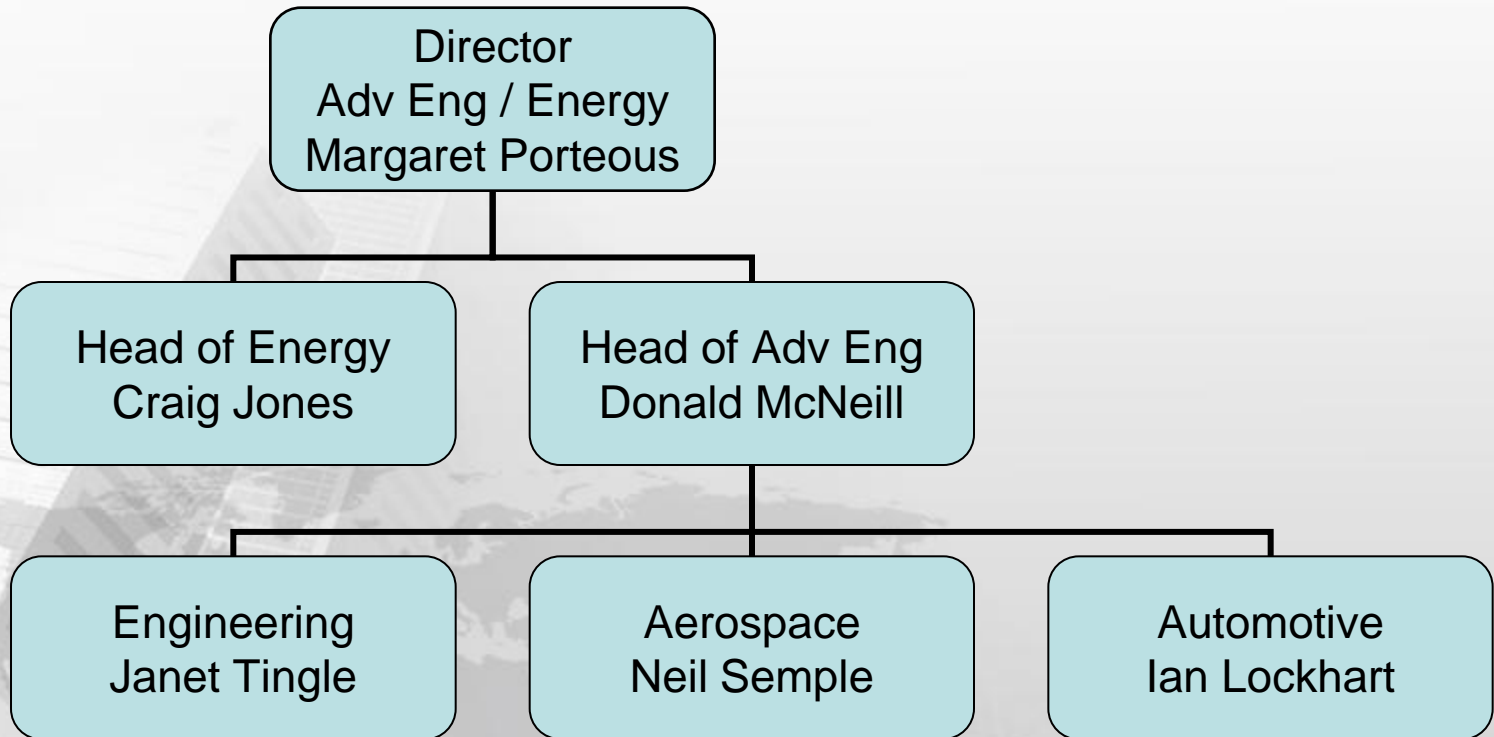 Director
Adv Eng / Energy
Margaret Porteous
Head of Energy
Craig Jones
Head of Adv Eng
Donald McNeill
Engineering
Janet Tingle
Aerospace
Neil Semple
Automotive
Ian Lockhart